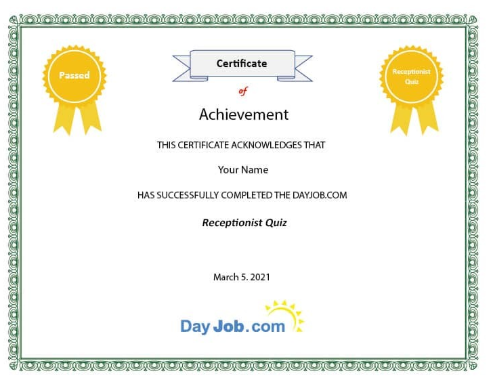 Passed
Certificate
Receptionist
Quiz
of
Achievement
THIS CERTIFICATE ACKNOWLEDGES THAT
Your Name
HAS SUCCESSFULLY COMPLETED THE DAYJOB.COM
Receptionist Quiz
March 5. 2021
Day Job.com